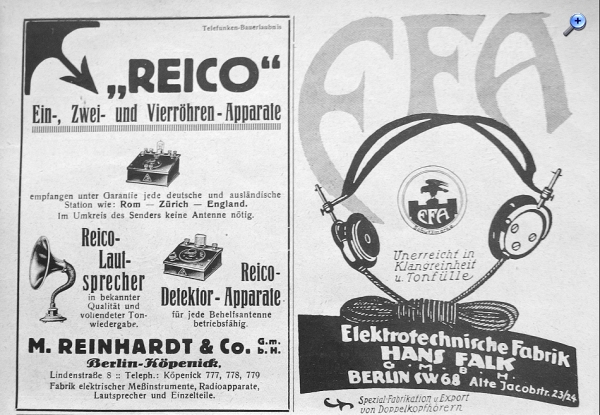 Telefunken-Bauerlaubnis
„REICO“
Ein-, Zwei- und Vierröhren-Apparate
empfangen unter Garantie jede deutsche und ausländische
Station wie: Rom — Zürich — England.
Im Umkreis des Senders keine Antenne nötig.
Reico-
Laut-
sprecher
in bekannter
Qualität und
vollendeter Ton-
wiedergabe.
Reico-
Detektor-Apparate
für jede Behelfsantenne
betriebsfähig.
M. REINHARDT & Co. G.m.
b.H.
Berlin-Köpenick,
Lindenstraße 8 :: Teleph.: Köpenick 777, 778, 779
Fabrik elektrischer Meßinstrumente, Radioapparate,
Lautsprecher und Einzelteile.
EFA
EFA
Schutzmarke
Unerreicht in
Klangreinheit
u. Tonfülle
Elektrotechnische Fabrik
HANS FALK
G.M.B.H.
BERLIN SW68 Alte Jacobstr. 23/24
Spezial-Fabrikation u. Export
von Doppelkopfhörern